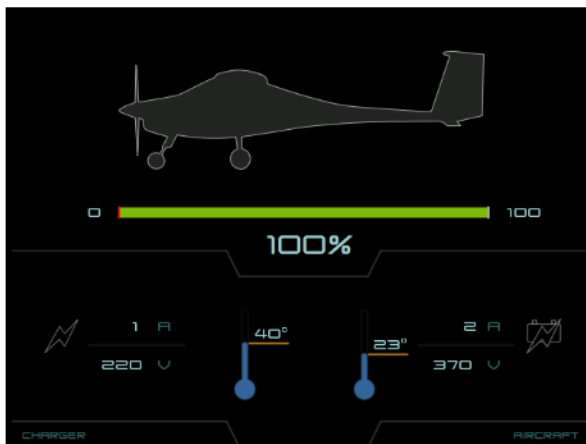 0 100
100%
1 A 40° 2 A
220 V 23° 370 V
CHARGER AIRCRAFT